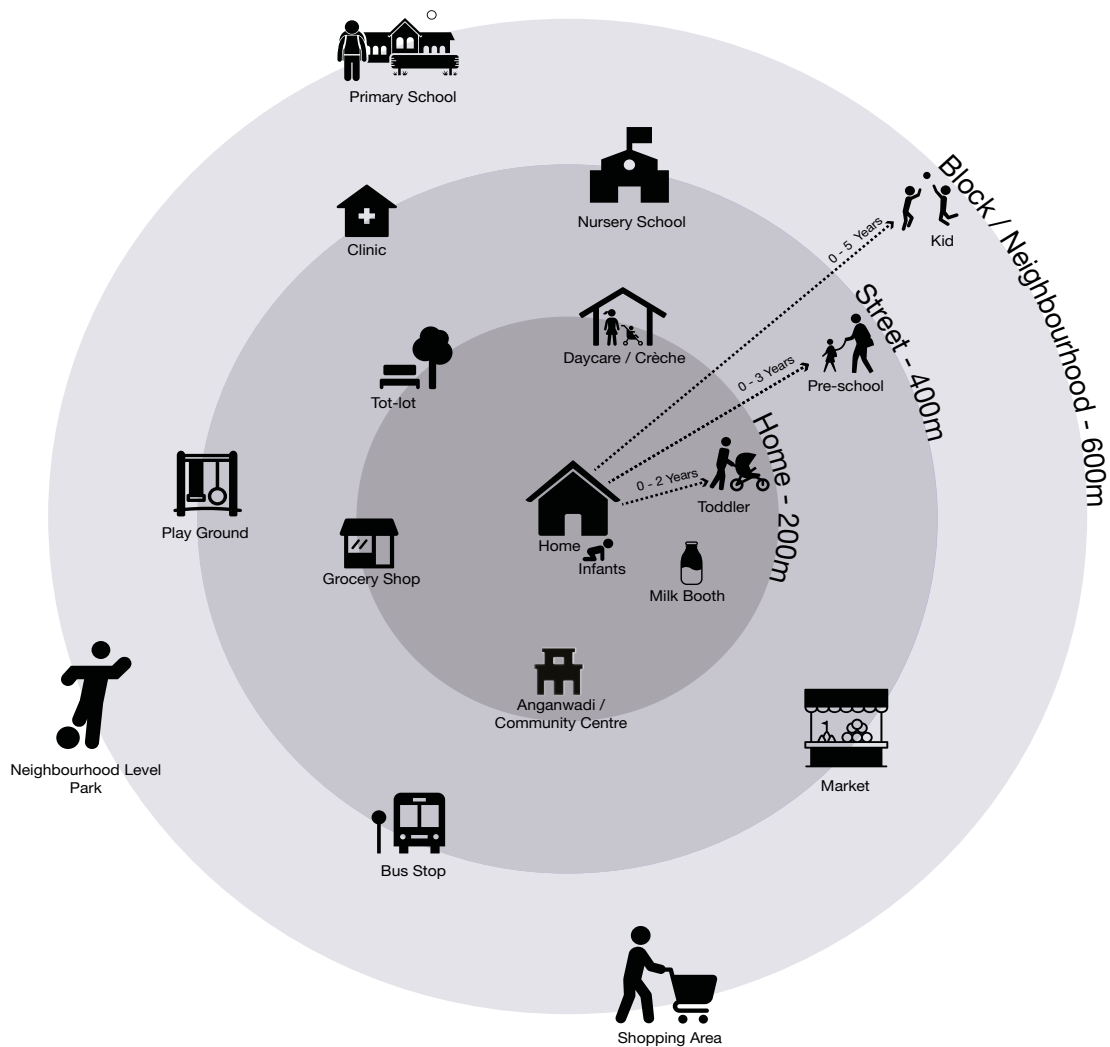 Primary School
Nursery School
Clinic
Block / Neighbourhood - 600m
Kid
0 - 5 Years
Street - 400m
Daycare / Crèche
0 - 3 Years
Pre-school
Tot-lot
Home - 200m
0 - 2 Years
Toddler
Play Ground
Home
Infants
Grocery Shop
Milk Booth
Anganwadi /
Community Centre
Neighbourhood Level
Park
Market
Bus Stop
Shopping Area